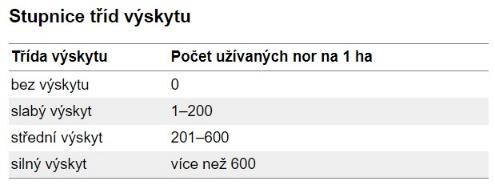 Stupnice tříd výskytu
Třída výskytu Počet užívaných nor na 1 ha
bez výskytu 0
slabý výskyt 1–200
střední výskyt 201–600
silný výskyt více než 600